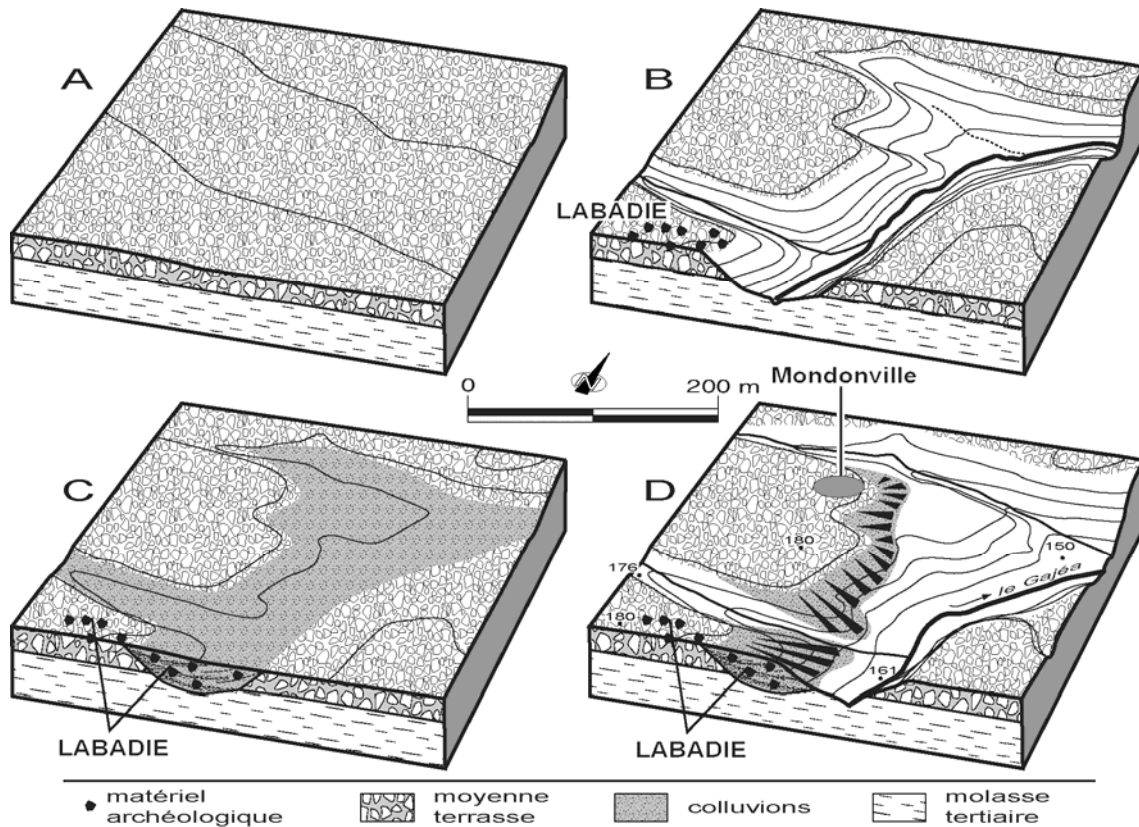 A
B
LABADIE
N
0
200 m
Mondonville
C
LABADIE
D
180
176
180
150
le Gajéa
161
LABADIE
matériel
archéologique
moyenne
terrasse
colluvions
molasse
tertiaire